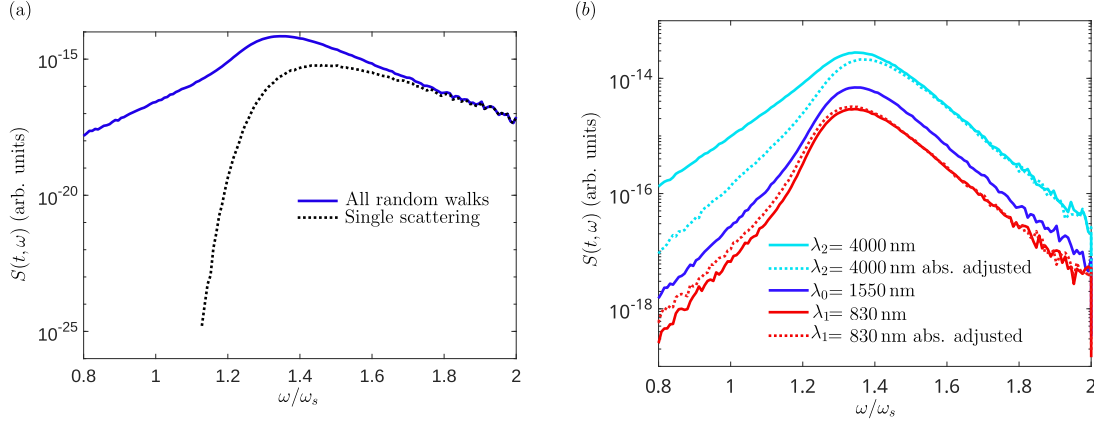 (a)
S(t, ω) (arb. units)
10⁻¹⁵
10⁻²⁰
10⁻²⁵
All random walks
Single scattering
0.8 1 1.2 1.4 1.6 1.8 2
ω/ωₛ
(b)
S(t, ω) (arb. units)
10⁻¹⁴
10⁻¹⁶
10⁻¹⁸
λ₂= 4000 nm
λ₂= 4000 nm abs. adjusted
λ₀= 1550 nm
λ₁= 830 nm
λ₁= 830 nm abs. adjusted
0.8 1 1.2 1.4 1.6 1.8 2
ω/ωₛ